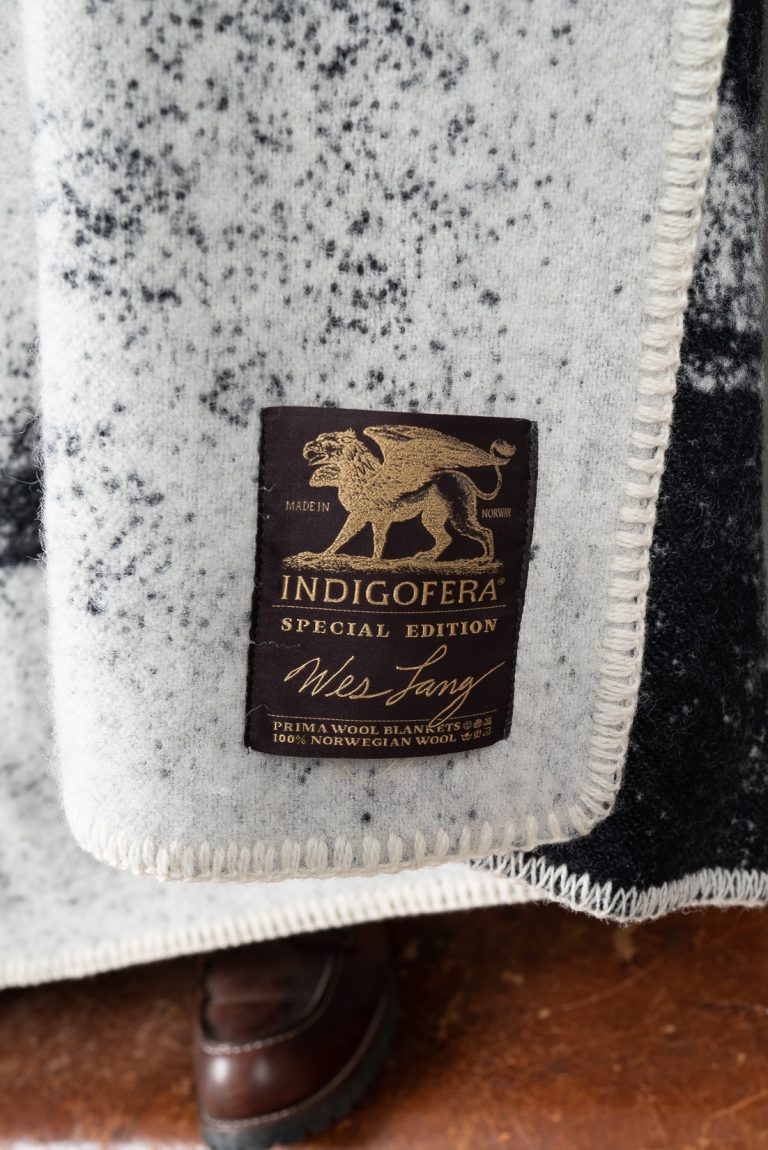 MADE IN NORWAY
INDIGOFERA®
SPECIAL EDITION
Wes Lang
PRIMA WOOL BLANKETS
100% NORWEGIAN WOOL